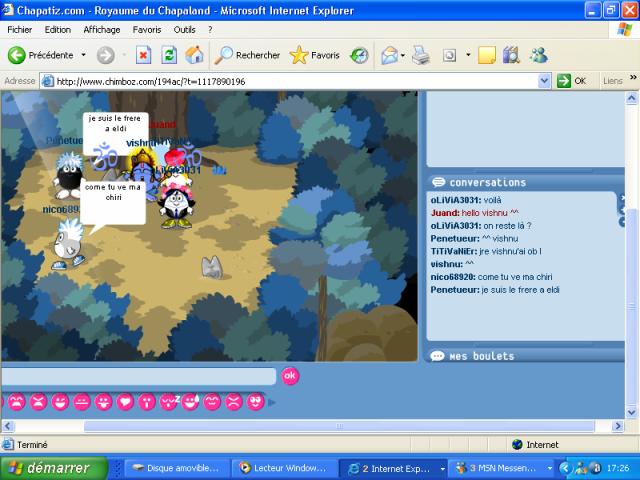 Chapatiz.com - Royaume du Chapaland - Microsoft Internet Explorer
Fichier Edition Affichage Favoris Outils ?
Précédente Rechercher Favoris
Adresse http://www.chimboz.com/194ac/?t=1117890196 OK Liens »
je suis le frere
a eldi
Juand
Penetueur
vishnu
oLiViA3031
come tu ve ma
chiri
nico6892
conversations
oLiViA3031: voilà
Juand: hello vishnu ^^
oLiViA3031: on reste là ?
Penetueur: ^^ vishnu
TiTiVaNiEr: jre vishnu'ai ob l
vishnu: ^^
nico68920: come tu ve ma chiri
Penetueur: je suis le frere a eldi
mes boulets
ok
Terminé
Internet
démarrer
Disque amovible...
Lecteur Window...
2 Internet Exp...
3 MSN Messen...
17:26